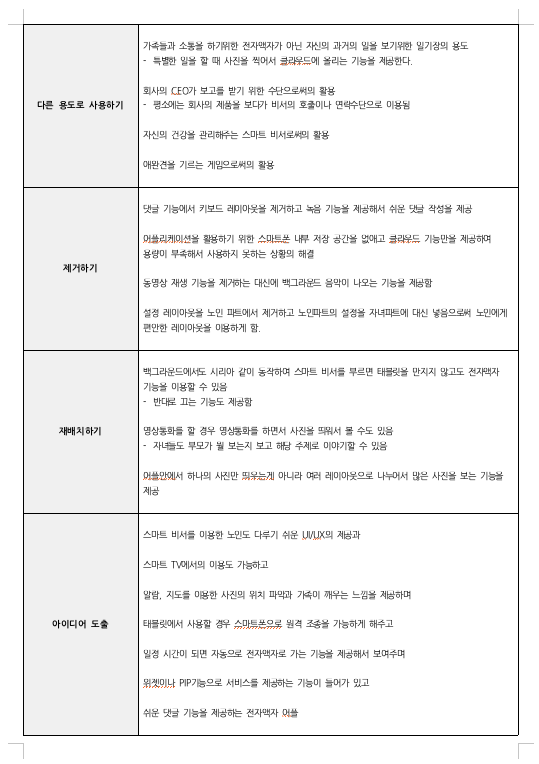 다른 용도로 사용하기
가족들과 소통을 하기위한 전자액자가 아닌 자신의 과거의 일을 보기위한 일기장의 용도
- 특별한 일을 할 때 사진을 찍어서 클라우드에 올리는 기능을 제공한다.
회사의 CEO가 보고를 받기 위한 수단으로써의 활용
- 평소에는 회사의 제품을 보다가 비서의 호출이나 연락수단으로 이용됨
자신의 건강을 관리해주는 스마트 비서로써의 활용
애완견을 기르는 게임으로써의 활용
제거하기
댓글 기능에서 키보드 레이아웃을 제거하고 녹음 기능을 제공해서 쉬운 댓글 작성을 제공
어플리케이션을 활용하기 위한 스마트폰 내부 저장 공간을 없애고 클라우드 기능만을 제공하여
용량이 부족해서 사용하지 못하는 상황의 해결
동영상 재생 기능을 제거하는 대신에 백그라운드 음악이 나오는 기능을 제공함
설정 레이아웃을 노인 파트에서 제거하고 노인파트의 설정을 자녀파트에 대신 넣음으로써 노인에게
편안한 레이아웃을 이용하게 함.
재배치하기
백그라운드에서도 시리아 같이 동작하며 스마트 비서를 부르면 태블릿을 만지지 않고도 전자액자
기능을 이용할 수 있음
- 반대로 끄는 기능도 제공함
영상통화를 할 경우 영상통화를 하면서 사진을 띄워서 볼 수도 있음
- 자녀들도 부모가 뭘 보는지 보고 해당 주제로 이야기할 수 있음
어플안에서 하나의 사진만 띄우는게 아니라 여러 레이아웃으로 나누어서 많은 사진을 보는 기능을
제공
아이디어 도출
스마트 비서를 이용한 노인도 다루기 쉬운 UI/UX의 제공과
스마트 TV에서의 이용도 가능하고
알람, 지도를 이용한 사진의 위치 파악과 가족이 깨우는 느낌을 제공하며
태블릿에서 사용할 경우 스마트폰으로 원격 조종을 가능하게 해주고
일정 시간이 되면 자동으로 전자액자로 가는 기능을 제공해서 보여주며
위젯이나 PIP기능으로 서비스를 제공하는 기능이 들어가 있고
쉬운 댓글 기능을 제공하는 전자액자 어플